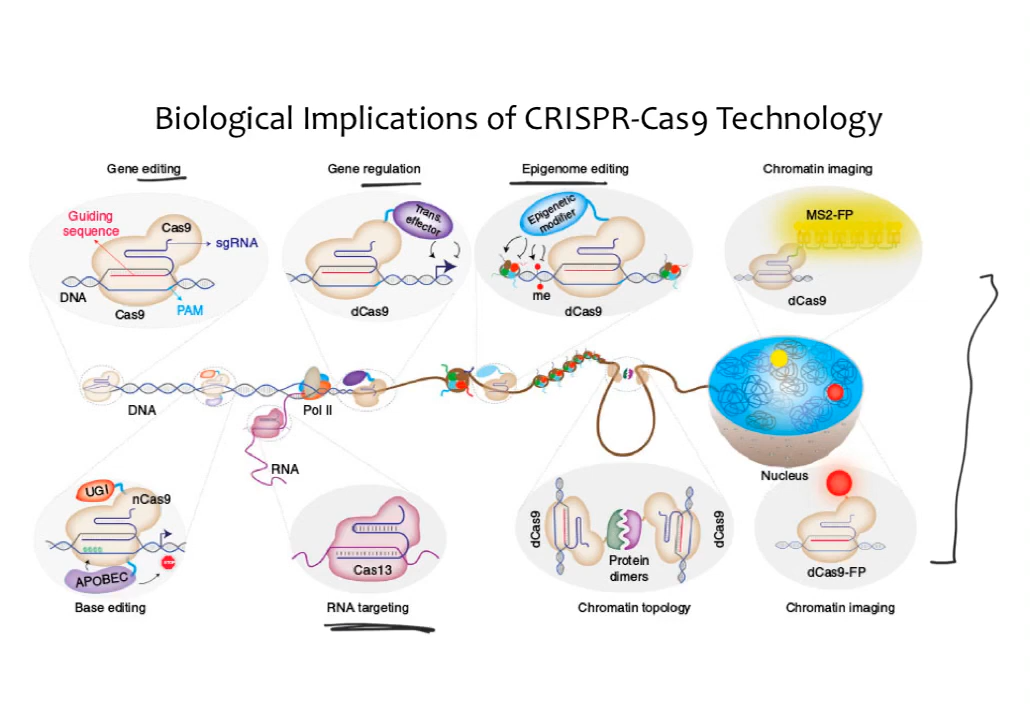 Biological Implications of CRISPR-Cas9 Technology
Gene editing
Gene regulation
Epigenome editing
Chromatin imaging
Guiding
sequence
Cas9
sgRNA
DNA
Cas9
PAM
Trans.
effector
dCas9
Epigenetic
modifier
me
dCas9
MS2-FP
dCas9
DNA
Pol II
RNA
Nucleus
UGI
nCas9
APOBEC
STOP
Base editing
Cas13
RNA targeting
dCas9
Protein
dimers
dCas9
Chromatin topology
dCas9-FP
Chromatin imaging